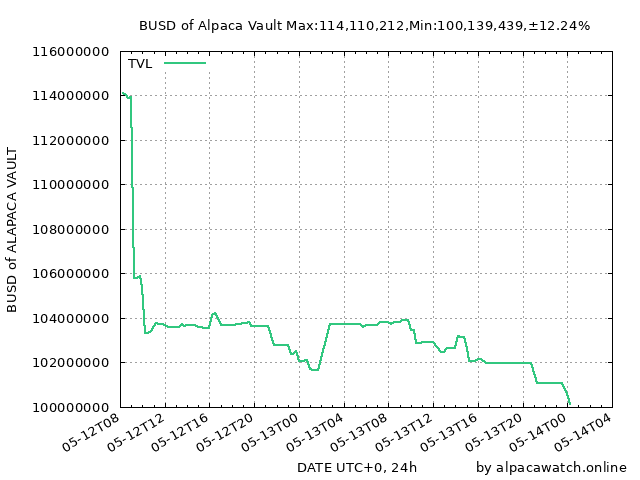 BUSD of Alpaca Vault Max:114,110,212,Min:100,139,439,±12.24%
116000000
TVL
114000000
112000000
110000000
108000000
106000000
104000000
102000000
100000000
BUSD of ALAPACA VAULT
05-12T08
05-12T12
05-12T16
05-12T20
05-13T00
05-13T04
05-13T08
05-13T12
05-13T16
05-13T20
05-14T00
05-14T04
DATE UTC+0, 24h
by alpacawatch.online